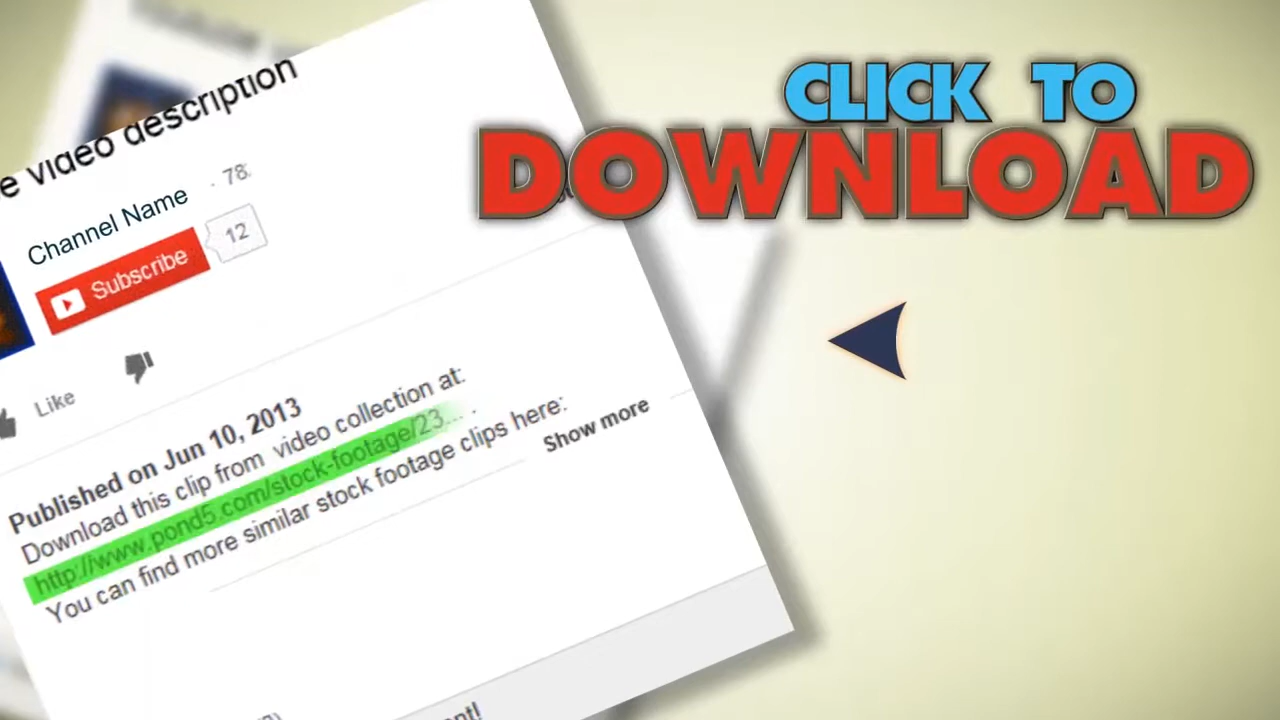 CLICK TO
DOWNLOAD
video description
Channel Name
Subscribe
12
Like
Published on Jun 10, 2013
Download this clip from video collection at:
http://www.pond5.com/stock-footage/23... .
You can find more similar stock footage clips here:
Show more